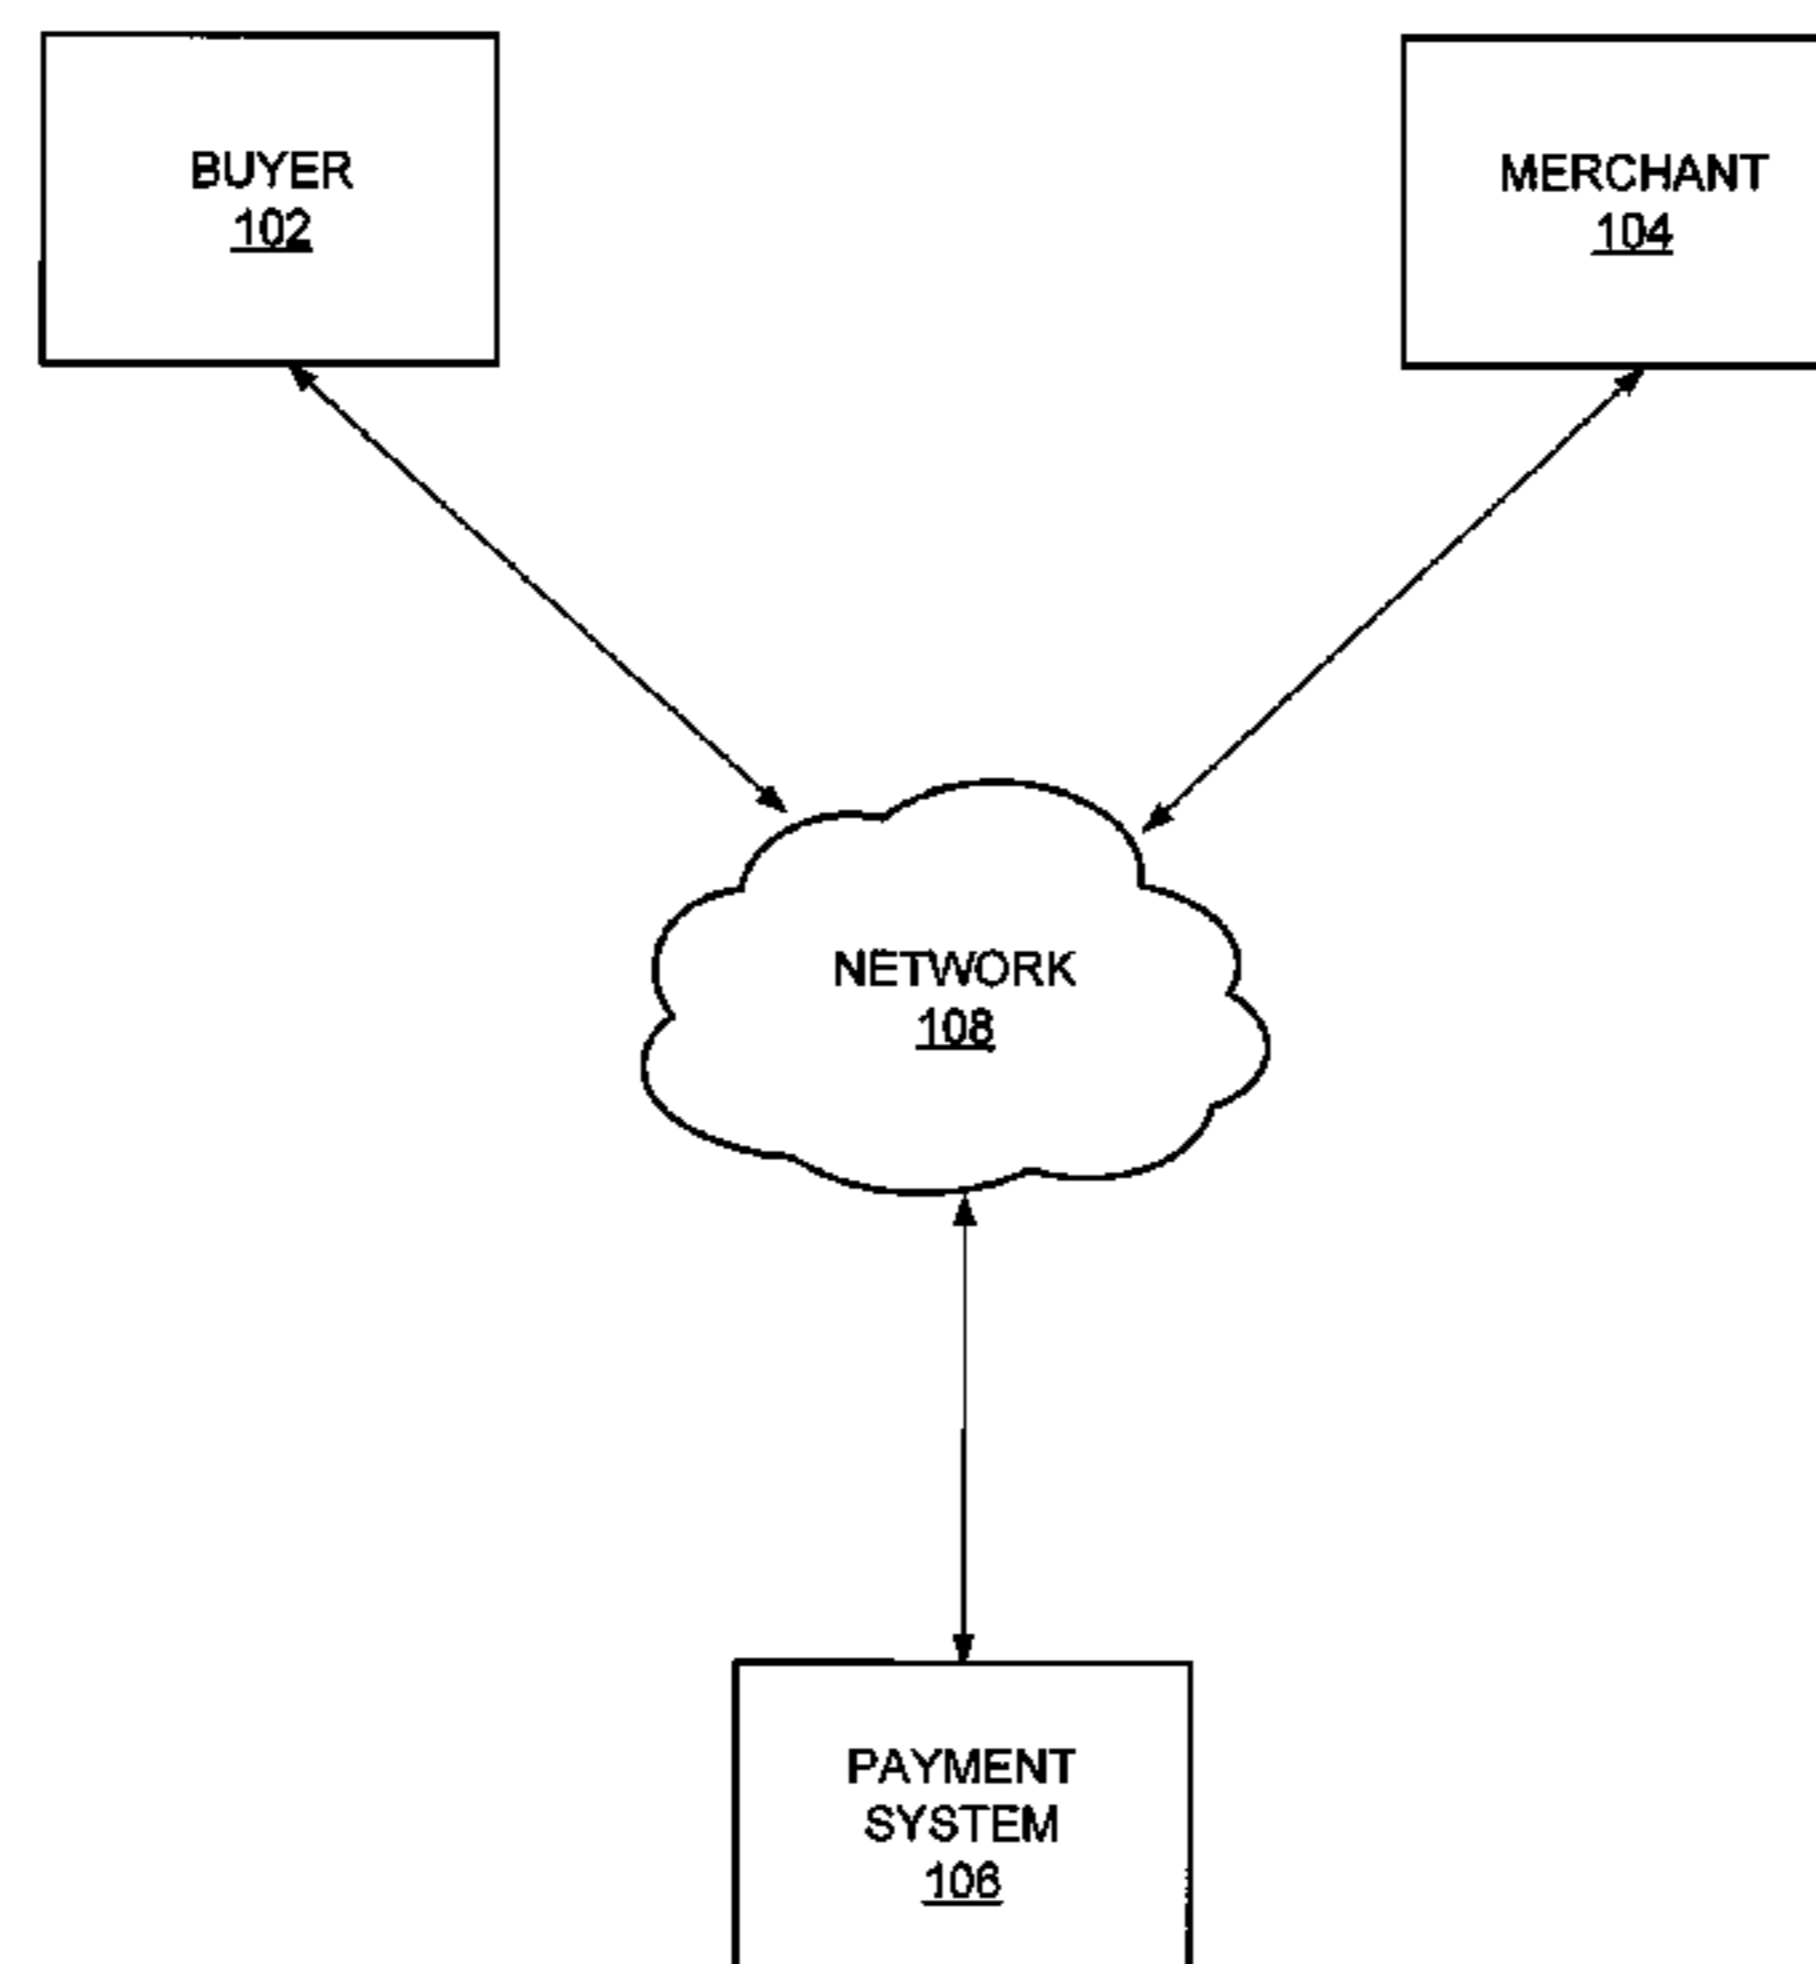 BUYER
102
MERCHANT
104
NETWORK
108
PAYMENT
SYSTEM
106